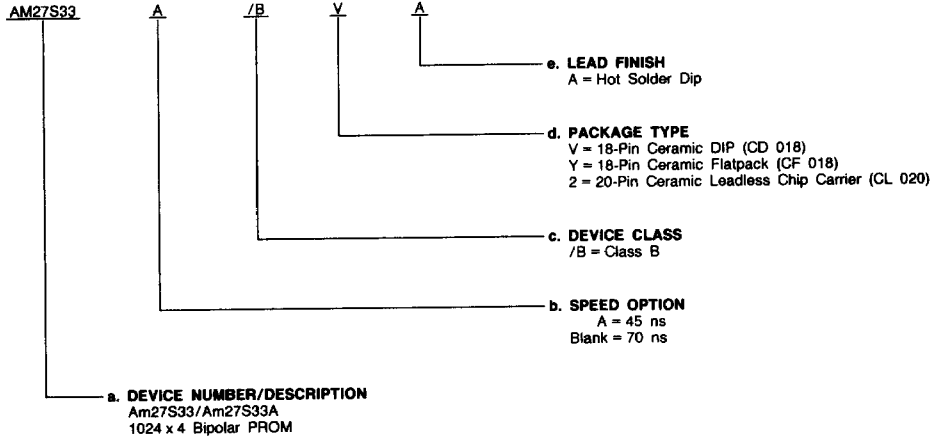 AM27S33 A /B V A
e. LEAD FINISH
A = Hot Solder Dip
d. PACKAGE TYPE
V = 18-Pin Ceramic DIP (CD 018)
Y = 18-Pin Ceramic Flatpack (CF 018)
2 = 20-Pin Ceramic Leadless Chip Carrier (CL 020)
c. DEVICE CLASS
/B = Class B
b. SPEED OPTION
A = 45 ns
Blank = 70 ns
a. DEVICE NUMBER/DESCRIPTION
Am27S33/Am27S33A
1024 x 4 Bipolar PROM